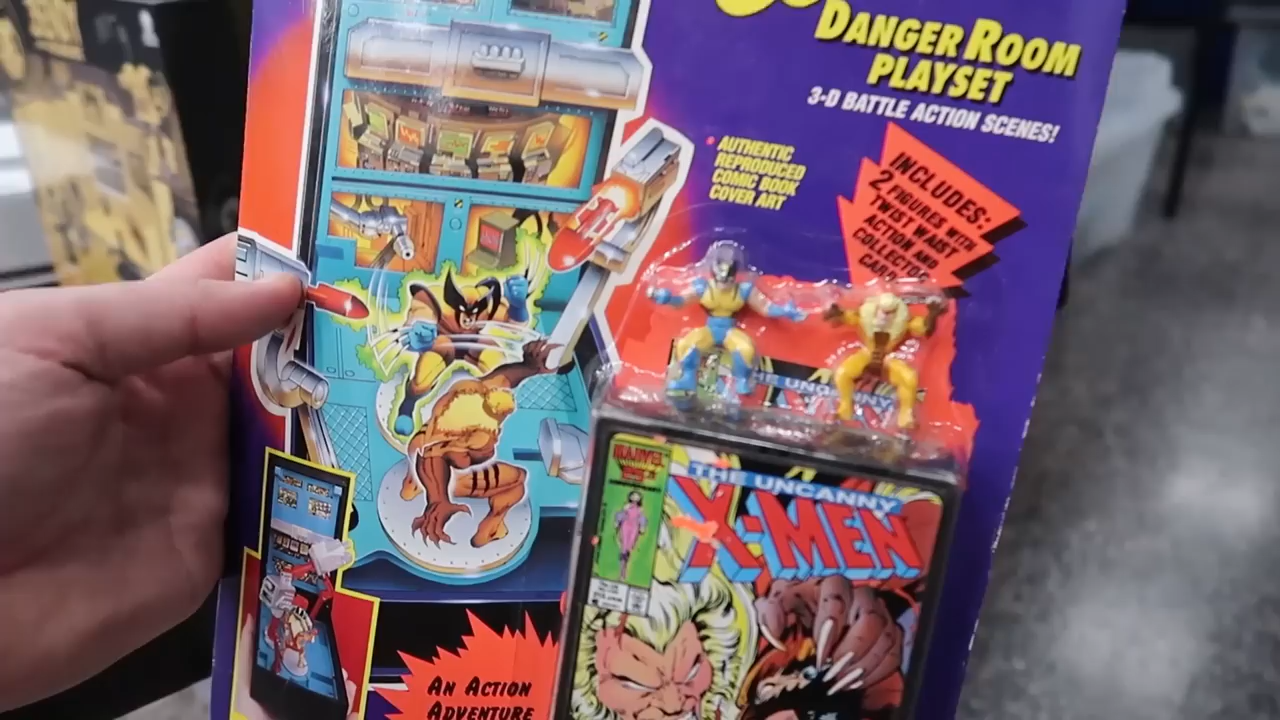 DANGER ROOM
PLAYSET
3-D BATTLE ACTION SCENES!
AUTHENTIC
REPRODUCED
COMIC BOOK
COVER ART
INCLUDES:
2 FIGURES WITH
TWIST WAIST
ACTION AND
COLLECTOR
THE UNCANNY
MARVEL
THE UNCANNY
X-MEN
AN ACTION
ADVENTURE